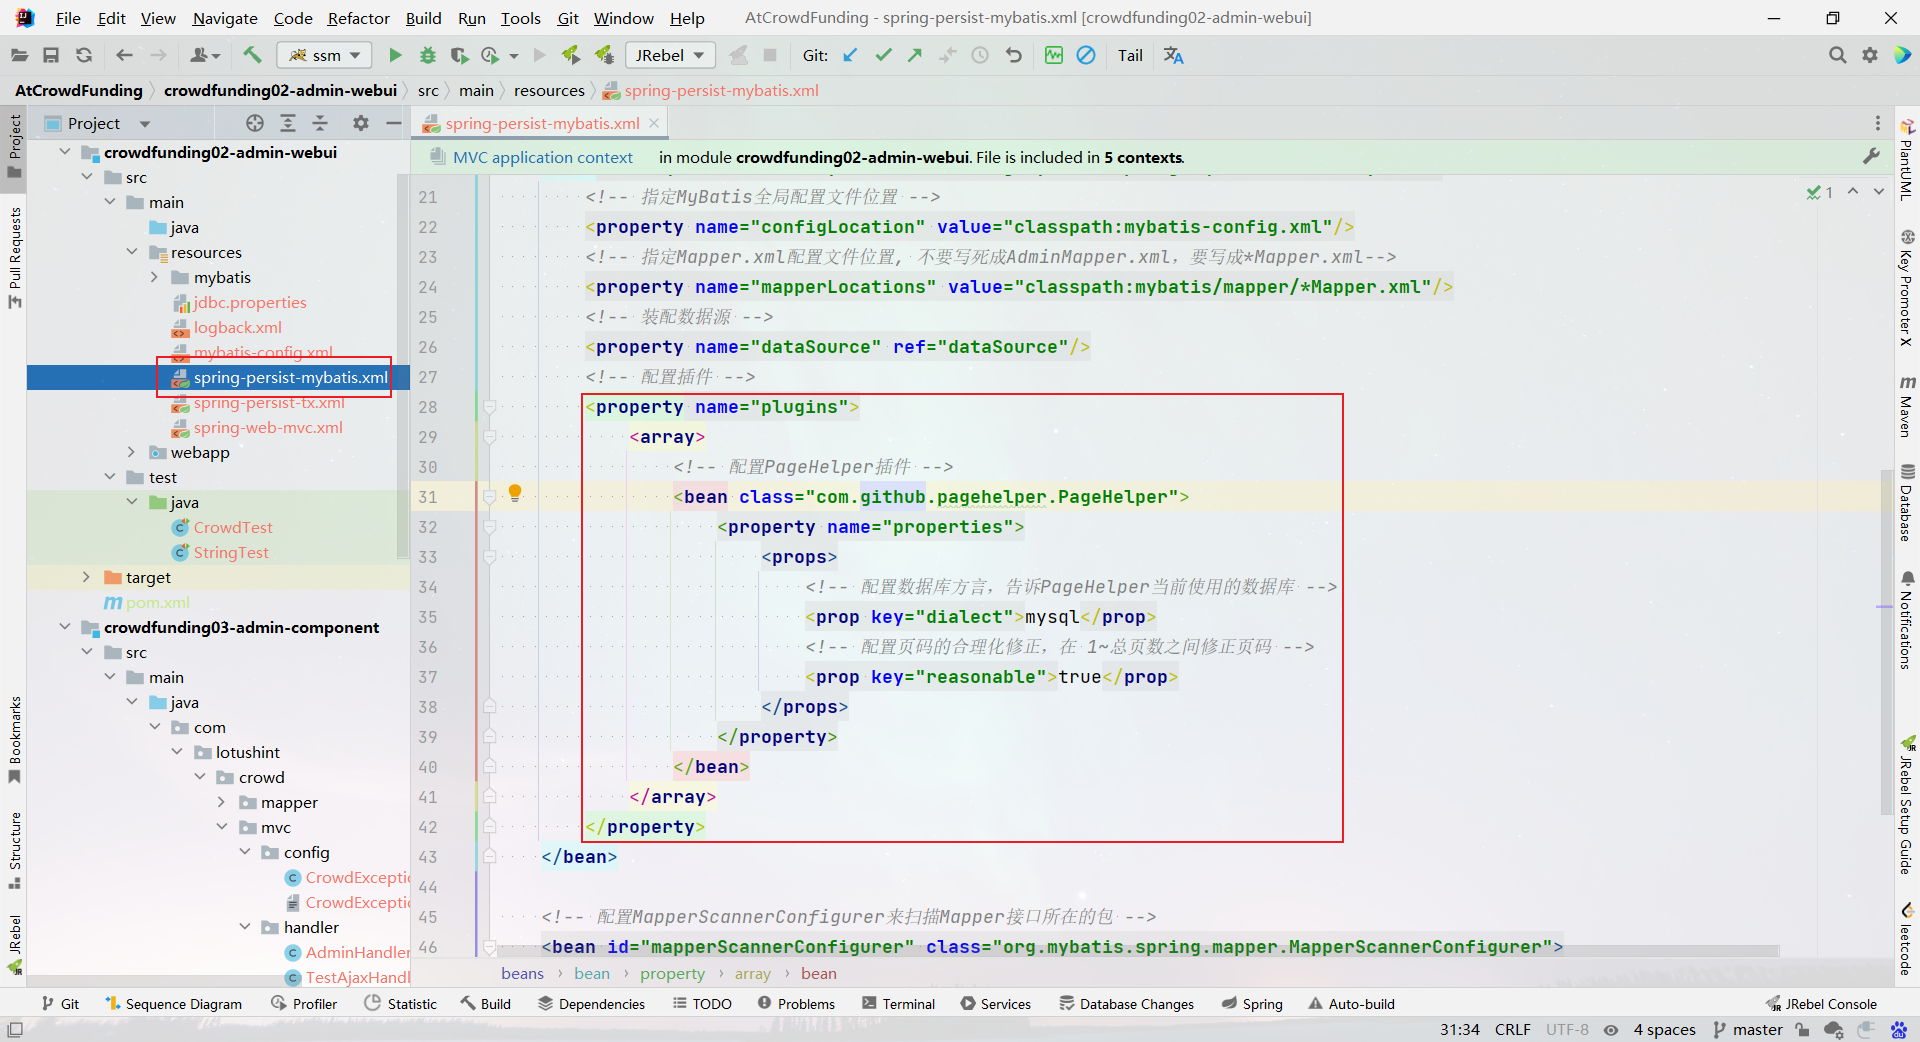 File Edit View Navigate Code Refactor Build Run Tools Git Window Help AtCrowdFunding - spring-persist-mybatis.xml [crowdfunding02-admin-webui]
ssm JRebel Git: Tail
AtCrowdFunding crowdfunding02-admin-webui src main resources spring-persist-mybatis.xml
Project
spring-persist-mybatis.xml
MVC application context in module crowdfunding02-admin-webui. File is included in 5 contexts.
1
Project
Pull Requests
Bookmarks
Structure
JRebel
crowdfunding02-admin-webui
src
main
java
resources
mybatis
jdbc.properties
logback.xml
mybatis-config.xml
spring-persist-mybatis.xml
spring-persist-tx.xml
spring-web-mvc.xml
webapp
test
java
CrowdTest
StringTest
target
pom.xml
crowdfunding03-admin-component
src
main
java
com
lotushint
crowd
mapper
mvc
config
CrowdExcepti
CrowdExcepti
handler
AdminHandler
TestAjaxHandl
21 <!-- 指定MyBatis全局配置文件位置 -->
22 <property name="configLocation" value="classpath:mybatis-config.xml"/>
23 <!-- 指定Mapper.xml配置文件位置, 不要写死成AdminMapper.xml，要写成*Mapper.xml-->
24 <property name="mapperLocations" value="classpath:mybatis/mapper/*Mapper.xml"/>
25 <!-- 装配数据源 -->
26 <property name="dataSource" ref="dataSource"/>
27 <!-- 配置插件 -->
28 <property name="plugins">
29 <array>
30 <!-- 配置PageHelper插件 -->
31 <bean class="com.github.pagehelper.PageHelper">
32 <property name="properties">
33 <props>
34 <!-- 配置数据库方言，告诉PageHelper当前使用的数据库 -->
35 <prop key="dialect">mysql</prop>
36 <!-- 配置页码的合理化修正，在 1~总页数之间修正页码 -->
37 <prop key="reasonable">true</prop>
38 </props>
39 </property>
40 </bean>
41 </array>
42 </property>
43 </bean>
44
45 <!-- 配置MapperScannerConfigurer来扫描Mapper接口所在的包 -->
46 <bean id="mapperScannerConfigurer" class="org.mybatis.spring.mapper.MapperScannerConfigurer">
beans bean property array bean
PlantUML
Key Promoter X
Maven
Database
Notifications
JRebel Setup Guide
leetcode
Git Sequence Diagram Profiler Statistic Build Dependencies TODO Problems Terminal Services Database Changes Spring Auto-build JRebel Console
31:34 CRLF UTF-8 4 spaces master